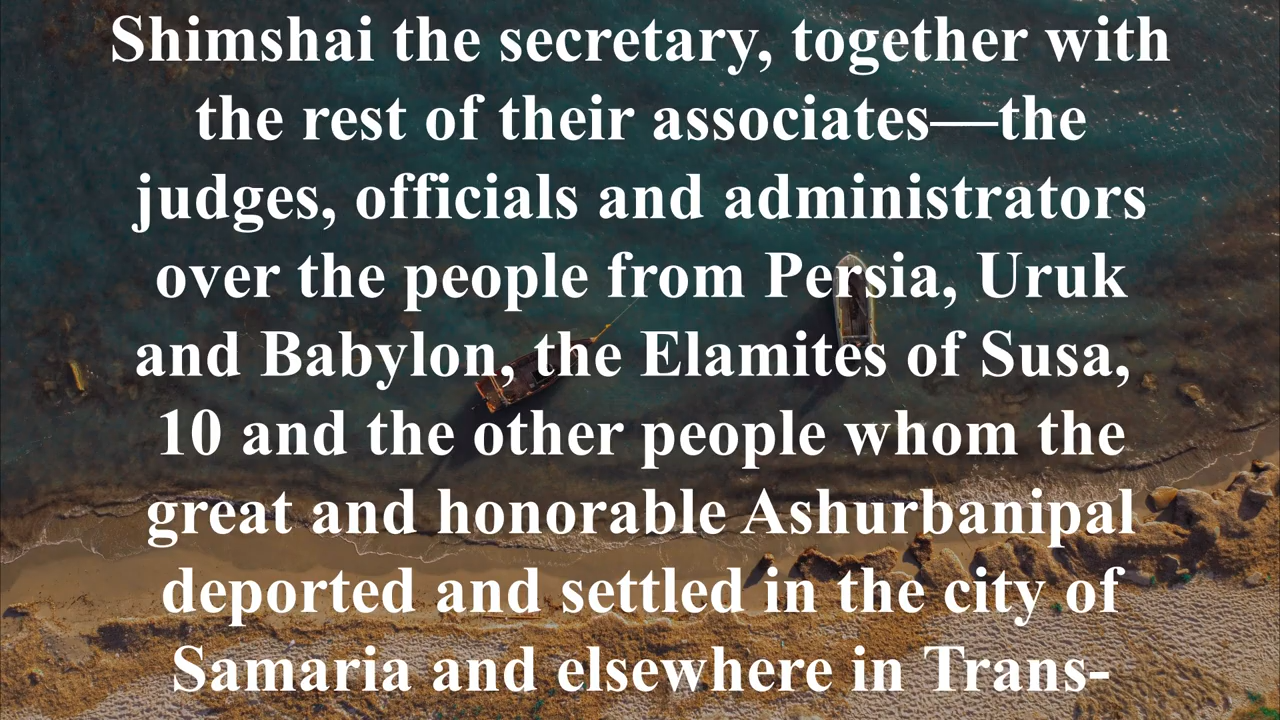 Shimshai the secretary, together with
the rest of their associates—the
judges, officials and administrators
over the people from Persia, Uruk
and Babylon, the Elamites of Susa,
10 and the other people whom the
great and honorable Ashurbanipal
deported and settled in the city of
Samaria and elsewhere in Trans-